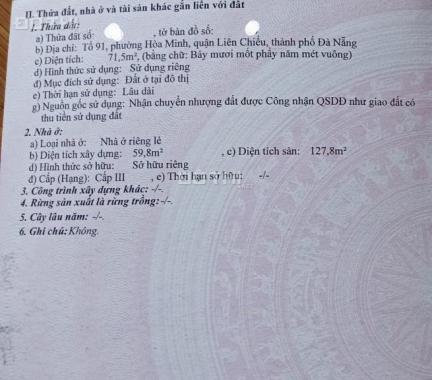 II. Thửa đất, nhà ở và tài sản khác gắn liền với đất
1. Thửa đất:
a) Thửa đất số: , tờ bản đồ số:
b) Địa chỉ: Tổ 91, phường Hòa Minh, quận Liên Chiểu, thành phố Đà Nẵng
c) Diện tích: 71,5m², (bằng chữ: Bảy mươi mốt phẩy năm mét vuông)
d) Hình thức sử dụng: Sử dụng riêng
đ) Mục đích sử dụng: Đất ở tại đô thị
e) Thời hạn sử dụng: Lâu dài
g) Nguồn gốc sử dụng: Nhận chuyển nhượng đất được Công nhận QSDĐ như giao đất có
thu tiền sử dụng đất
2. Nhà ở:
a) Loại nhà ở: Nhà ở riêng lẻ
b) Diện tích xây dựng: 59,8m² , c) Diện tích sàn: 127,8m²
d) Hình thức sở hữu: Sở hữu riêng
đ) Cấp (Hạng): Cấp III , e) Thời hạn sở hữu: -/-
3. Công trình xây dựng khác: -/-.
4. Rừng sản xuất là rừng trồng: -/-.
5. Cây lâu năm: -/-.
6. Ghi chú: Không.